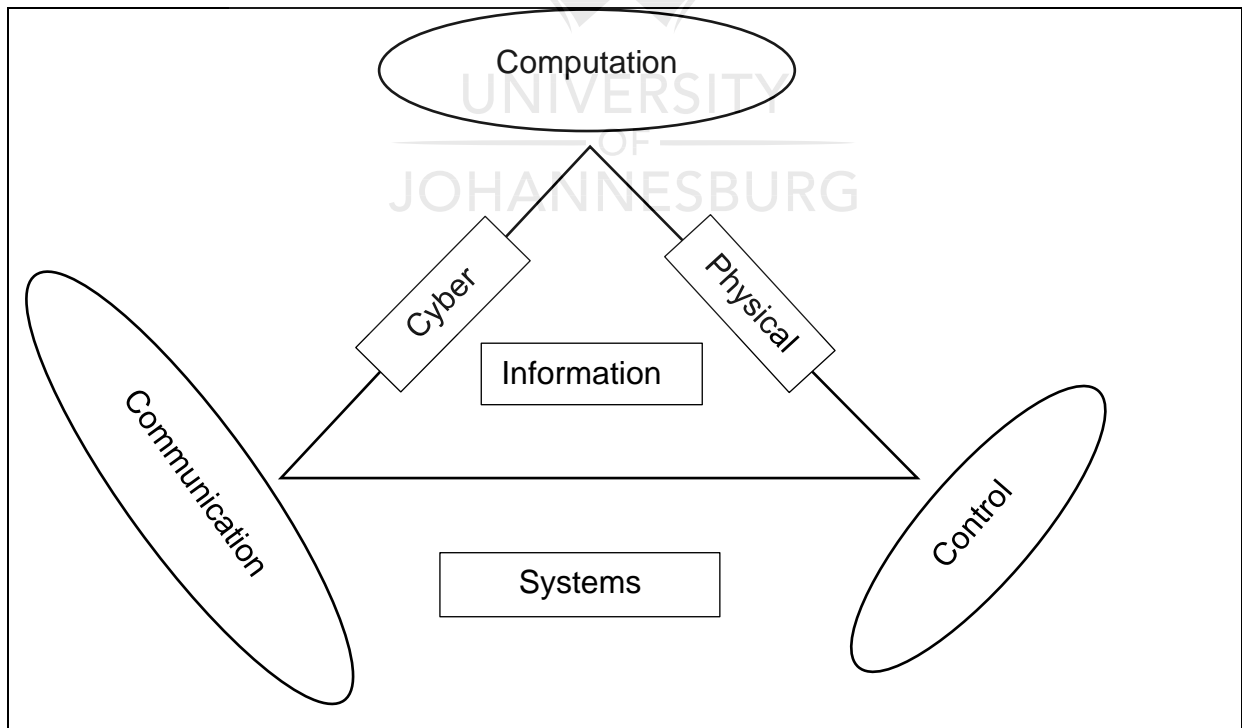 Computation
UNIVERSITY
OF
JOHANNESBURG
Cyber
Physical
Information
Communication
Control
Systems